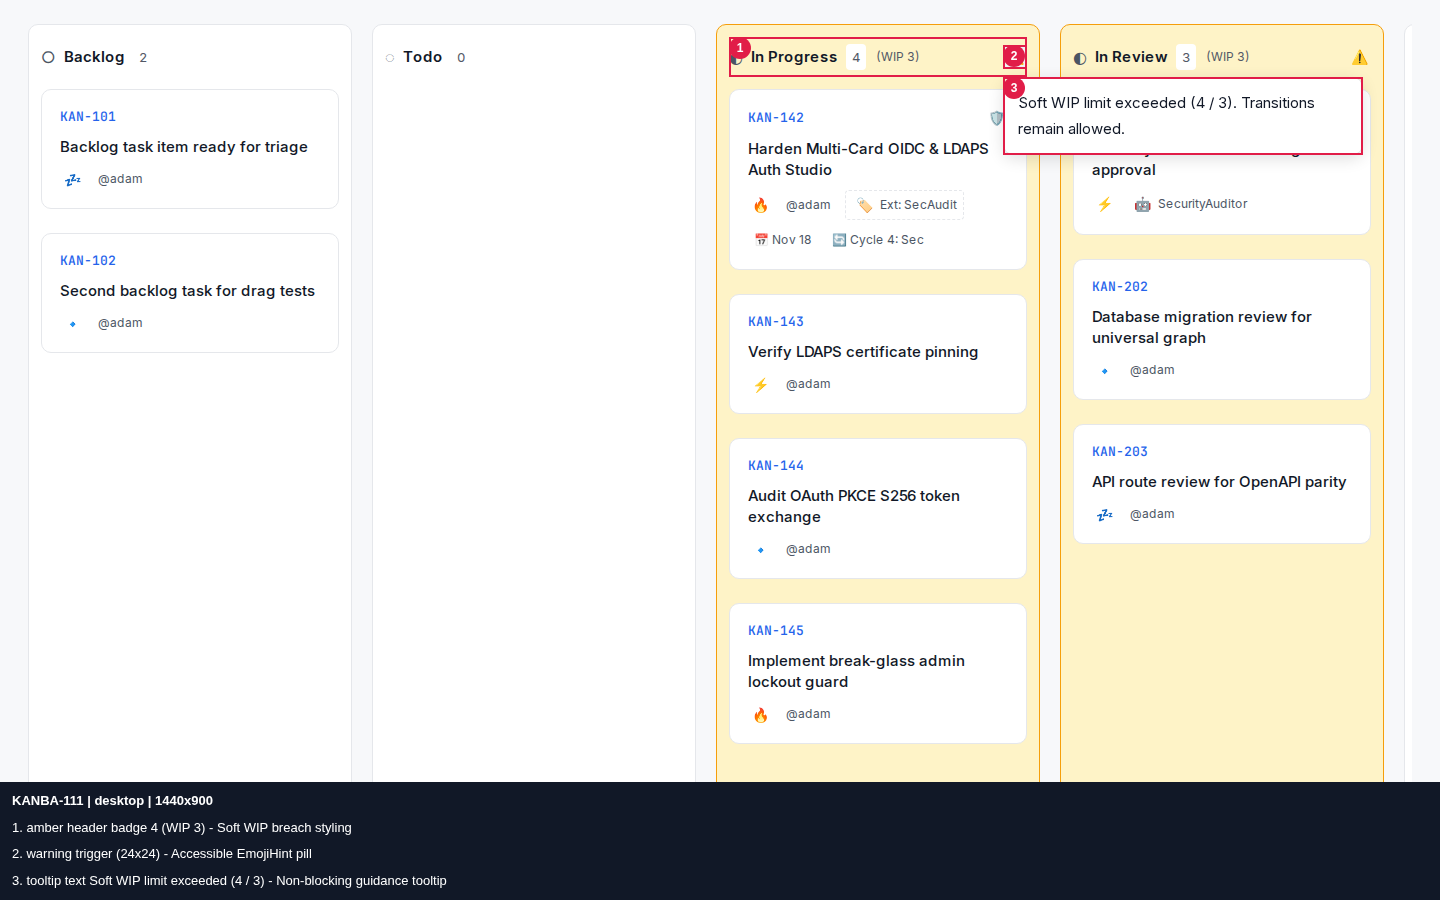 Backlog 2
KAN-101
Backlog task item ready for triage
@adam
KAN-102
Second backlog task for drag tests
@adam
Todo 0
1
In Progress 4 (WIP 3)
2
KAN-142
Harden Multi-Card OIDC & LDAPS
Auth Studio
@adam Ext: SecAudit
Nov 18 Cycle 4: Sec
KAN-143
Verify LDAPS certificate pinning
@adam
KAN-144
Audit OAuth PKCE S256 token
exchange
@adam
KAN-145
Implement break-glass admin
lockout guard
@adam
In Review 3 (WIP 3)
3
Soft WIP limit exceeded (4 / 3). Transitions
remain allowed.
approval
SecurityAuditor
KAN-202
Database migration review for
universal graph
@adam
KAN-203
API route review for OpenAPI parity
@adam
KANBA-111 | desktop | 1440x900
1. amber header badge 4 (WIP 3) - Soft WIP breach styling
2. warning trigger (24x24) - Accessible EmojiHint pill
3. tooltip text Soft WIP limit exceeded (4 / 3) - Non-blocking guidance tooltip